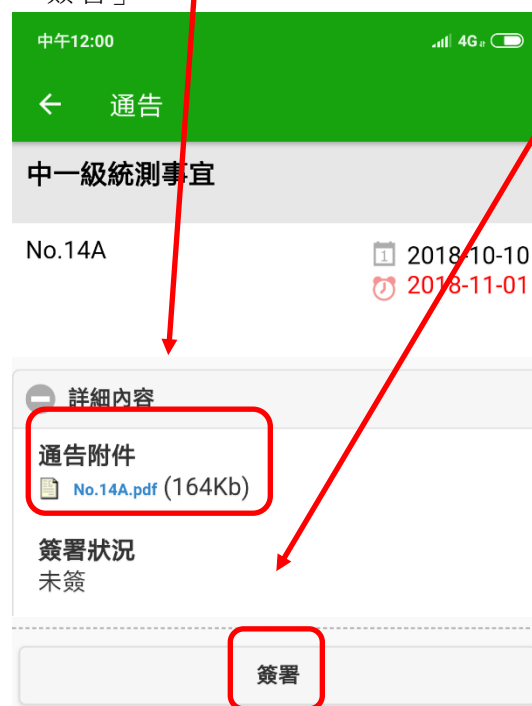 簽署」
中午12:00
4G
通告
中一級統測事宜
No.14A
2018-10-10
2018-11-01
詳細內容
通告附件
No.14A.pdf (164Kb)
簽署狀況
未簽
簽署